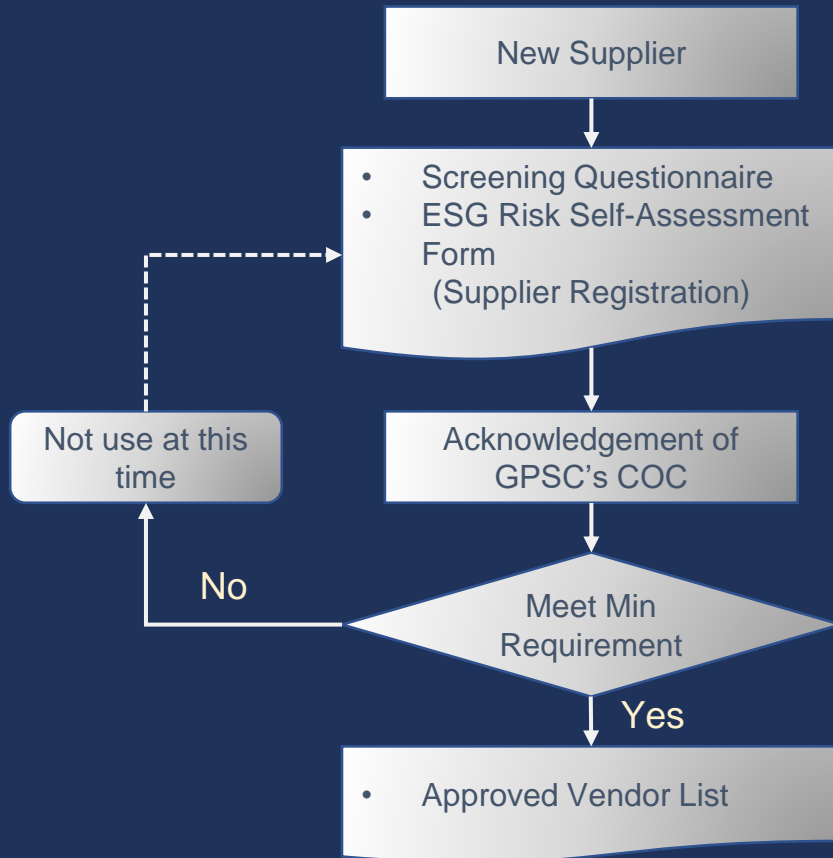 New Supplier
• Screening Questionnaire
• ESG Risk Self-Assessment
Form
(Supplier Registration)
Not use at this
time
Acknowledgement of
GPSC's COC
No
Meet Min
Requirement
Yes
• Approved Vendor List